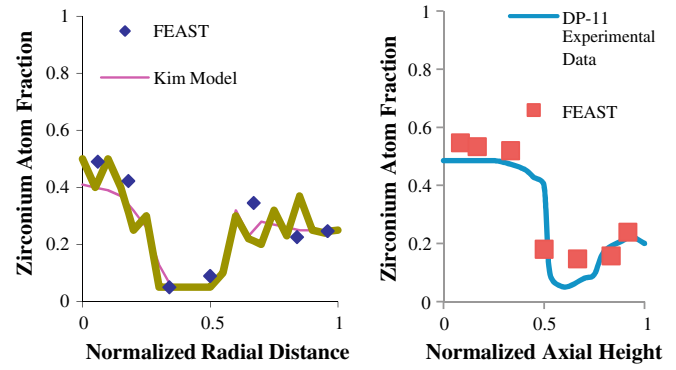 1
0.8
0.6
0.4
0.2
0
0
0.5
1
Zirconium Atom Fraction
Normalized Radial Distance
FEAST
Kim Model
1
0.8
0.6
0.4
0.2
0
0
0.5
1
Zirconium Atom Fraction
Normalized Axial Height
DP-11
Experimental
Data
FEAST